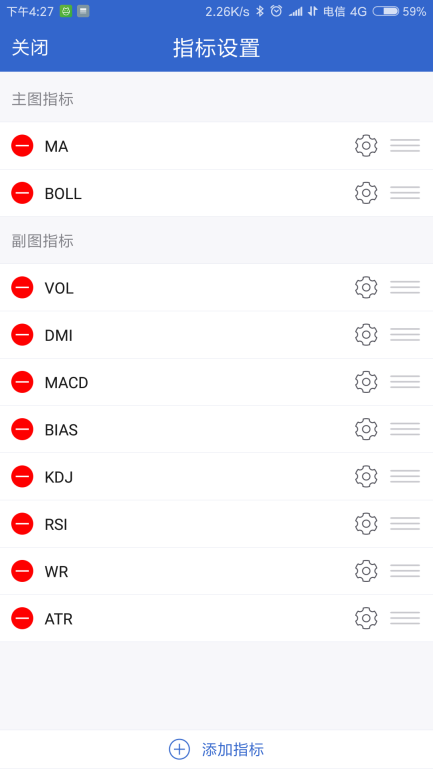 下午4:27 2.26K/s 电信 4G 59%
关闭 指标设置
主图指标
MA
BOLL
副图指标
VOL
DMI
MACD
BIAS
KDJ
RSI
WR
ATR
添加指标